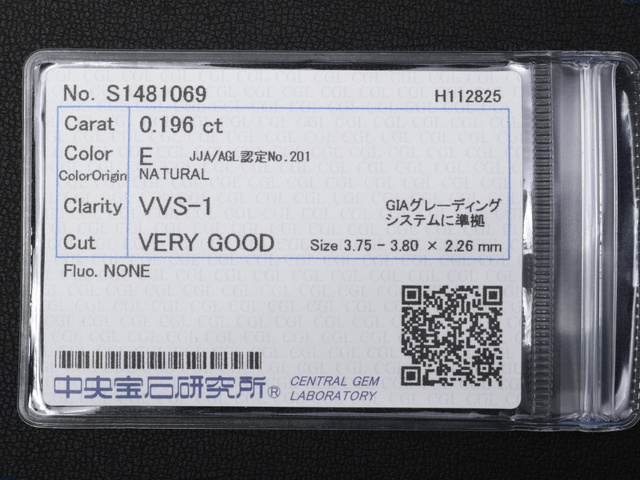 No. S1481069 H112825
Carat 0.196 ct
Color E JJA/AGL認定No.201
ColorOrigin NATURAL
Clarity VVS-1 GIAグレーディング
システムに準拠
Cut VERY GOOD Size 3.75 - 3.80 × 2.26 mm
Fluo. NONE
中央宝石研究所® CENTRAL GEM
LABORATORY